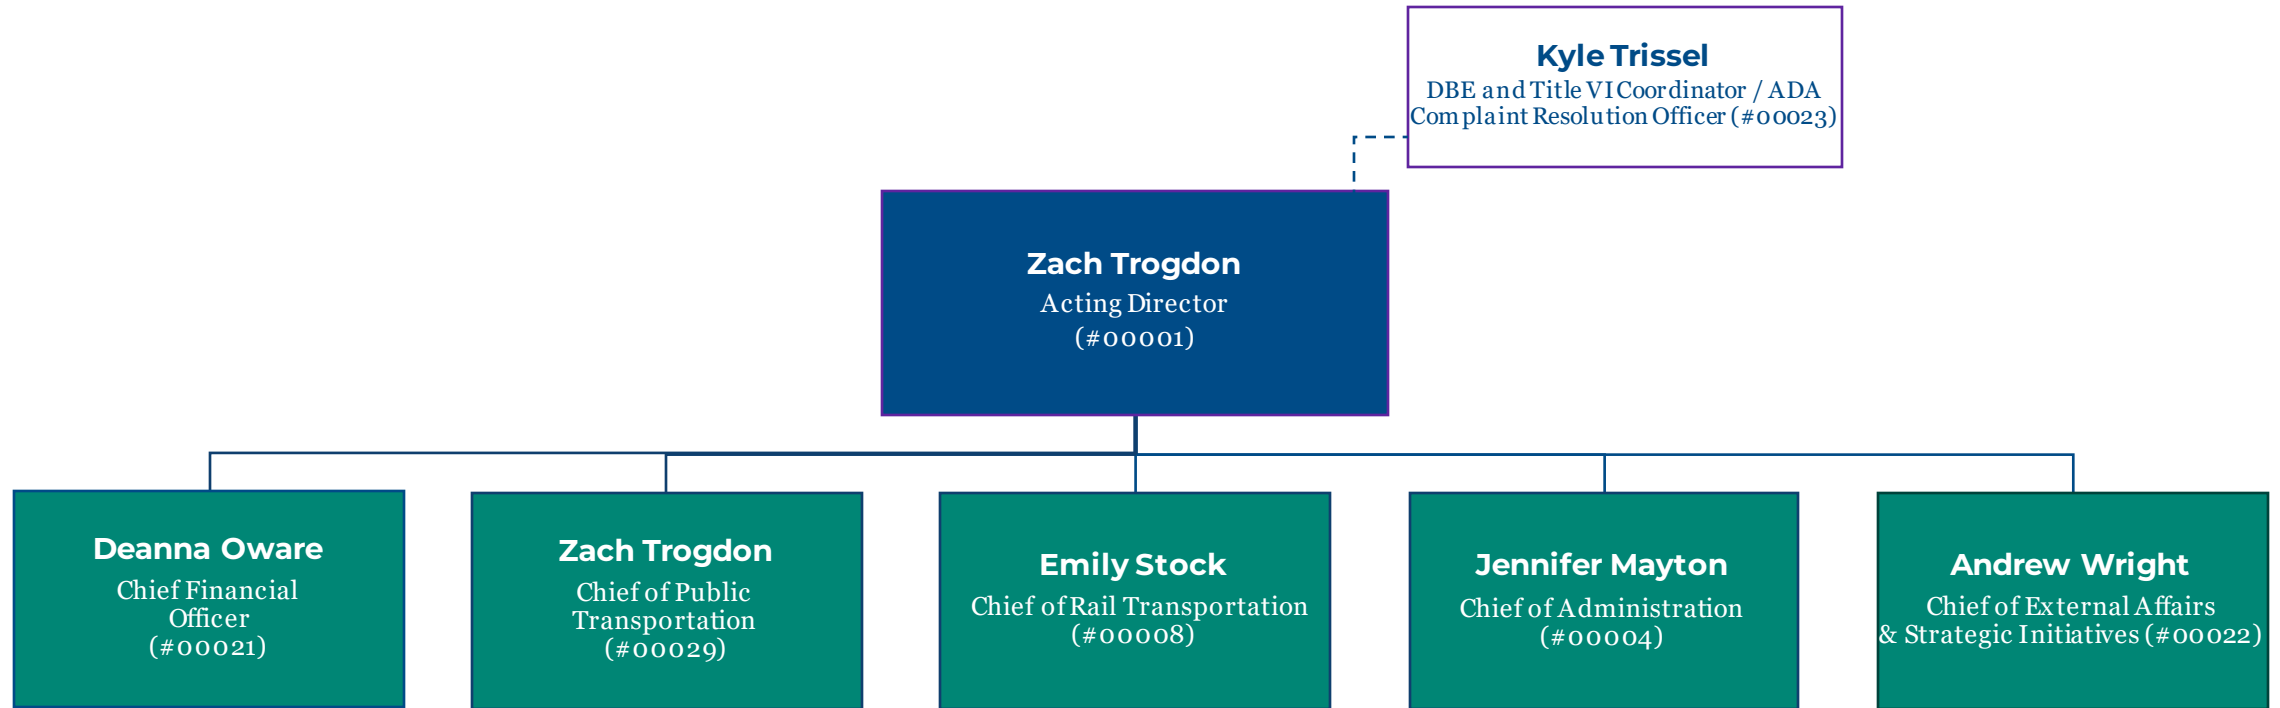 Kyle Trissel
DBE and Title VI Coordinator / ADA
Complaint Resolution Officer (#00023)
Zach Trogdon
Acting Director
(#00001)
Deanna Oware
Chief Financial
Officer
(#00021)
Zach Trogdon
Chief of Public
Transportation
(#00029)
Emily Stock
Chief of Rail Transportation
(#00008)
Jennifer Mayton
Chief of Administration
(#00004)
Andrew Wright
Chief of External Affairs
& Strategic Initiatives (#00022)